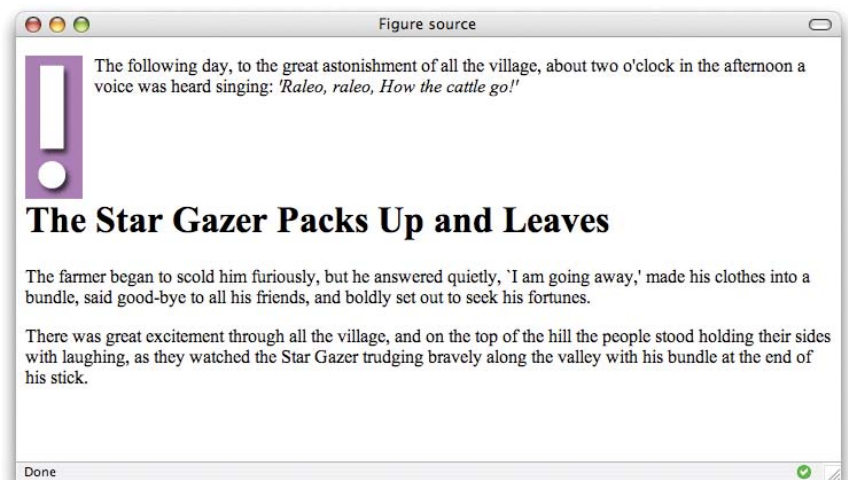 Figure source
!
The following day, to the great astonishment of all the village, about two o'clock in the afternoon a
voice was heard singing: 'Raleo, raleo, How the cattle go!'
The Star Gazer Packs Up and Leaves
The farmer began to scold him furiously, but he answered quietly, `I am going away,' made his clothes into a
bundle, said good-bye to all his friends, and boldly set out to seek his fortunes.
There was great excitement through all the village, and on the top of the hill the people stood holding their sides
with laughing, as they watched the Star Gazer trudging bravely along the valley with his bundle at the end of
his stick.
Done